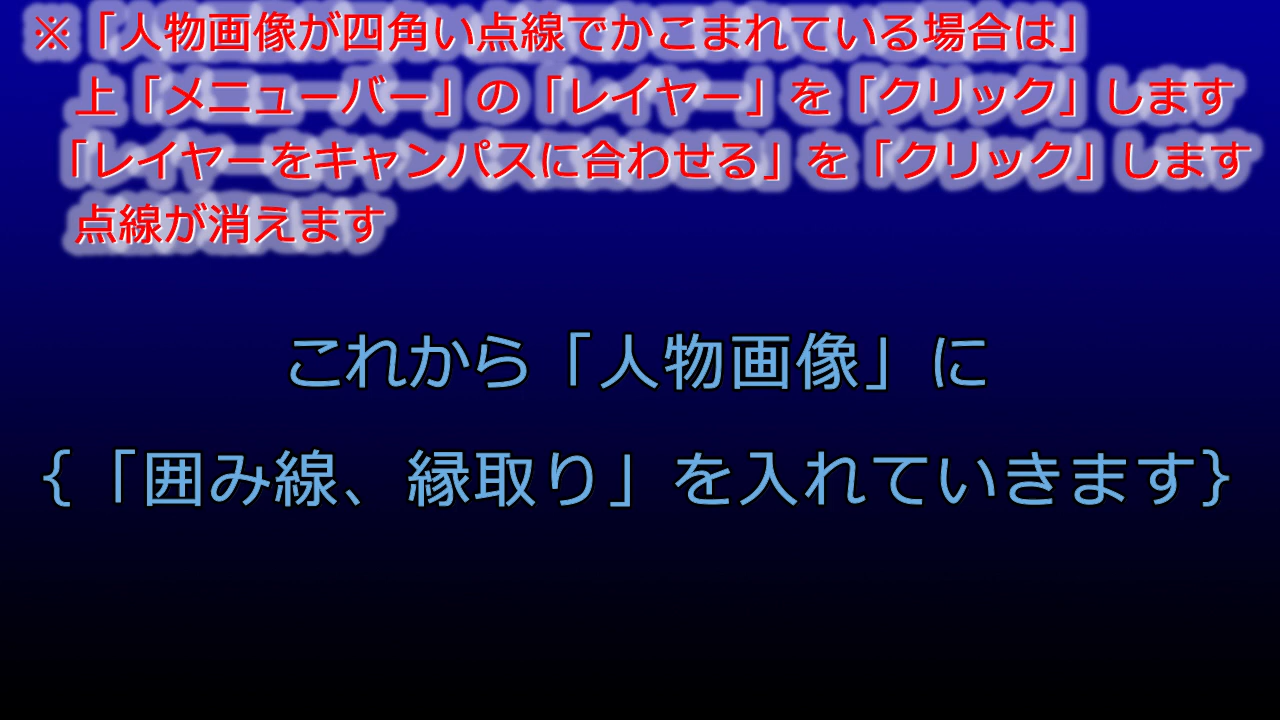 ※「人物画像が四角い点線でかこまれている場合は」
上「メニューバー」の「レイヤー」を「クリック」します
「レイヤーをキャンパスに合わせる」を「クリック」します
点線が消えます
これから「人物画像」に
{「囲み線、縁取り」を入れていきます}